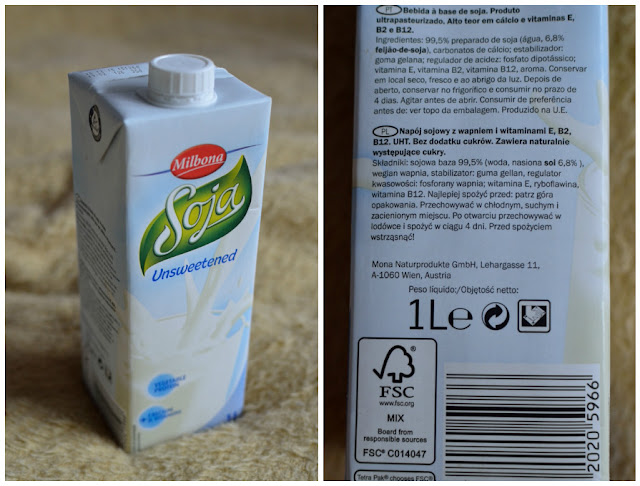 Milbona
Soja
Unsweetened
VEGETABLE
PROTEIN
PT Bebida à base de soja. Produto
ultrapasteurizado. Alto teor em cálcio e vitaminas E,
B2 e B12.
Ingredientes: 99,5% preparado de soja (água, 6,8%
feijão-de-soja), carbonatos de cálcio; estabilizador:
goma gelana; regulador de acidez: fosfato dipotássico;
vitamina E, vitamina B2, vitamina B12, aroma. Conservar
em local seco, fresco e ao abrigo da luz. Depois de
aberto, conservar no frigorífico e consumir no prazo de
4 dias. Agitar antes de abrir. Consumir de preferência
antes de: ver topo da embalagem. Produzido na U.E.
PL Napój sojowy z wapniem i witaminami E, B2,
B12. UHT. Bez dodatku cukrów. Zawiera naturalnie
występujące cukry.
Składniki: sojowa baza 99,5% (woda, nasiona soi 6,8% ),
węglan wapnia, stabilizator: guma gellan, regulator
kwasowości: fosforany wapnia; witamina E, ryboflawina,
witamina B12. Najlepiej spożyć przed: patrz góra
opakowania. Przechowywać w chłodnym, suchym i
zacienionym miejscu. Po otwarciu przechowywać w
lodówce i spożyć w ciągu 4 dni. Przed spożyciem
wstrząsnąć!
Mona Naturprodukte GmbH, Lehargasse 11,
A-1060 Wien, Austria
Peso líquido:/Objętość netto:
1L℮
FSC
www.fsc.org
MIX
Board from
responsible sources
FSC® C014047
Tetra Pak® chooses FSC®
2020 5966